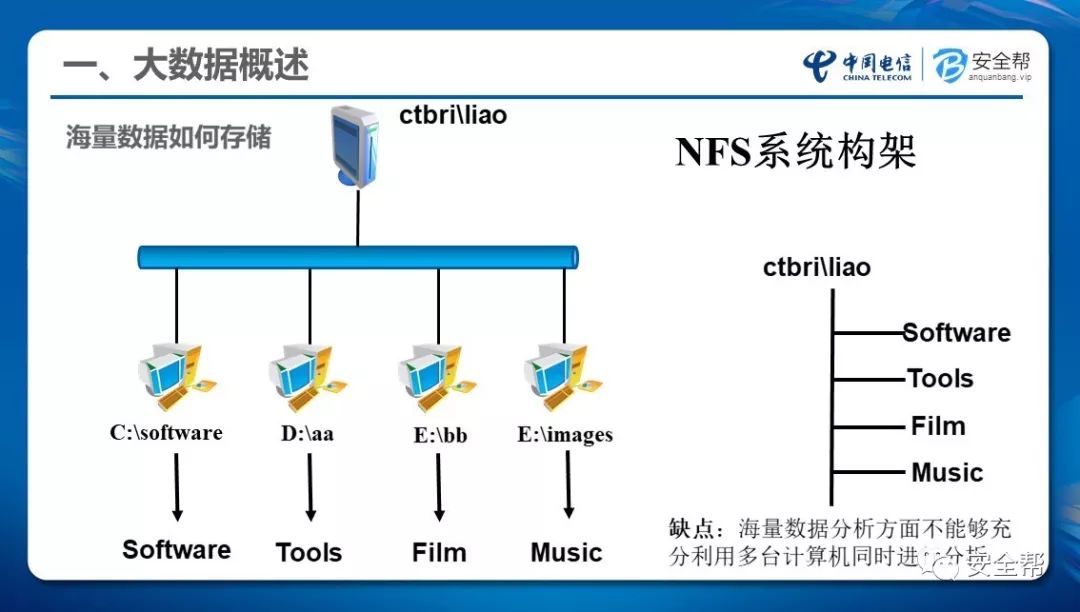 一、大数据概述
中国电信
CHINA TELECOM
安全帮
anquanbang.vip
海量数据如何存储
ctbri\liao
NFS系统构架
C:\software
D:\aa
E:\bb
E:\images
Software
Tools
Film
Music
ctbri\liao
Software
Tools
Film
Music
缺点：海量数据分析方面不能够充
分利用多台计算机同时进行分析。
安全帮